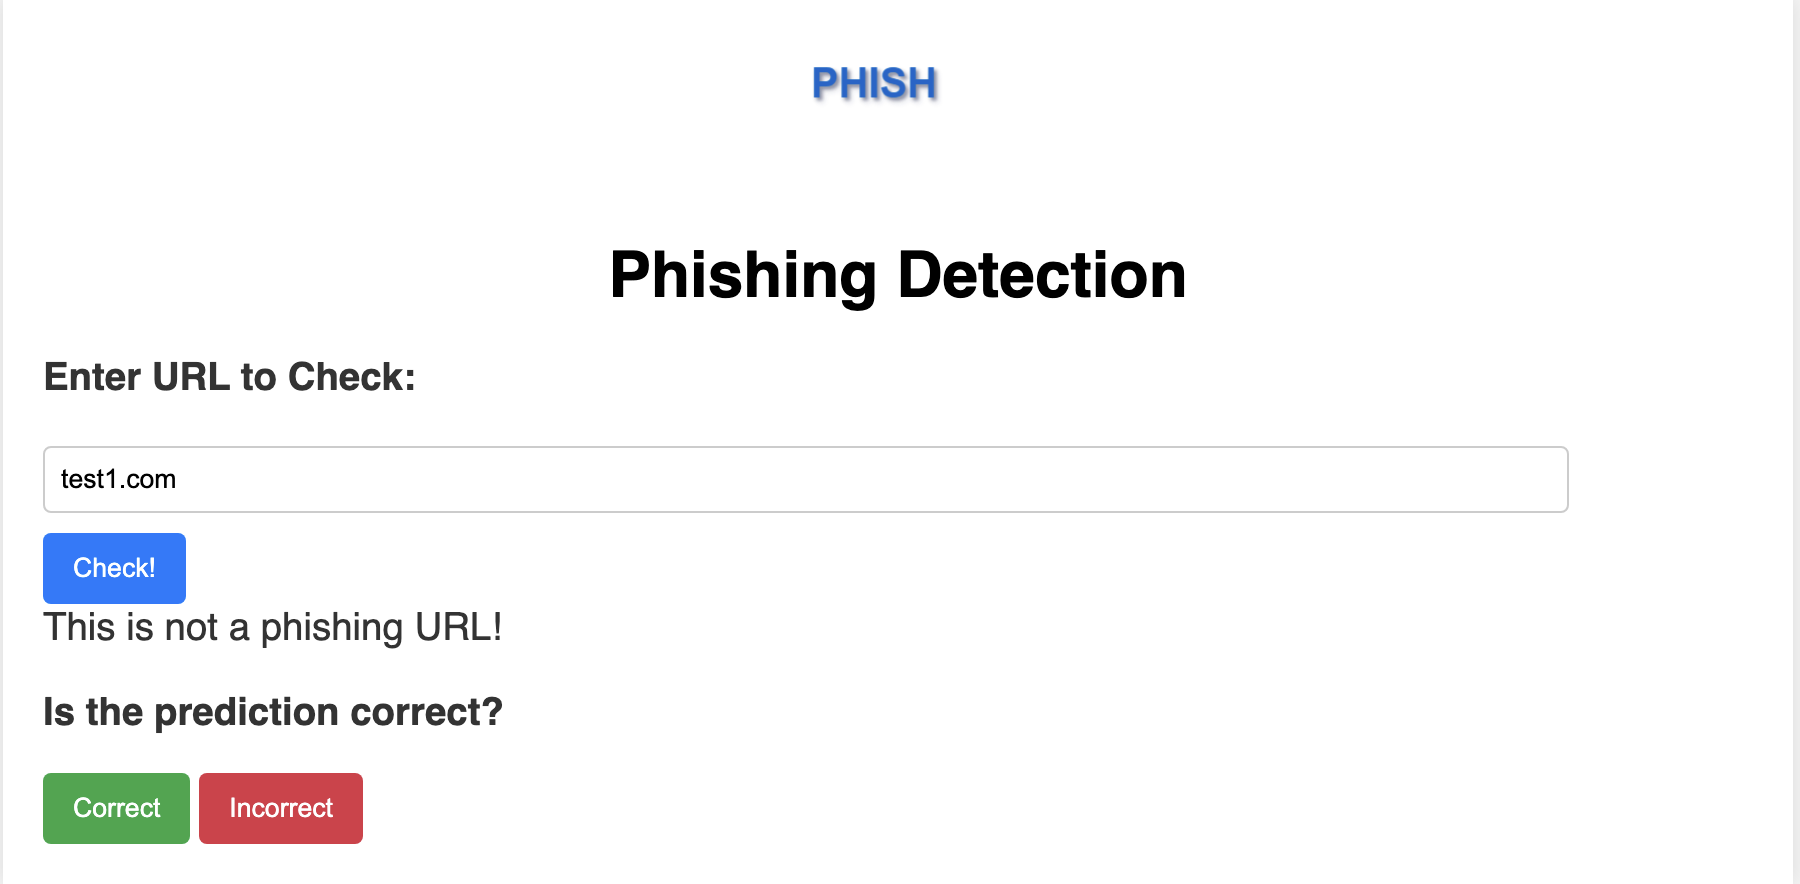 PHISH
Phishing Detection
Enter URL to Check:
test1.com
Check!
This is not a phishing URL!
Is the prediction correct?
Correct Incorrect